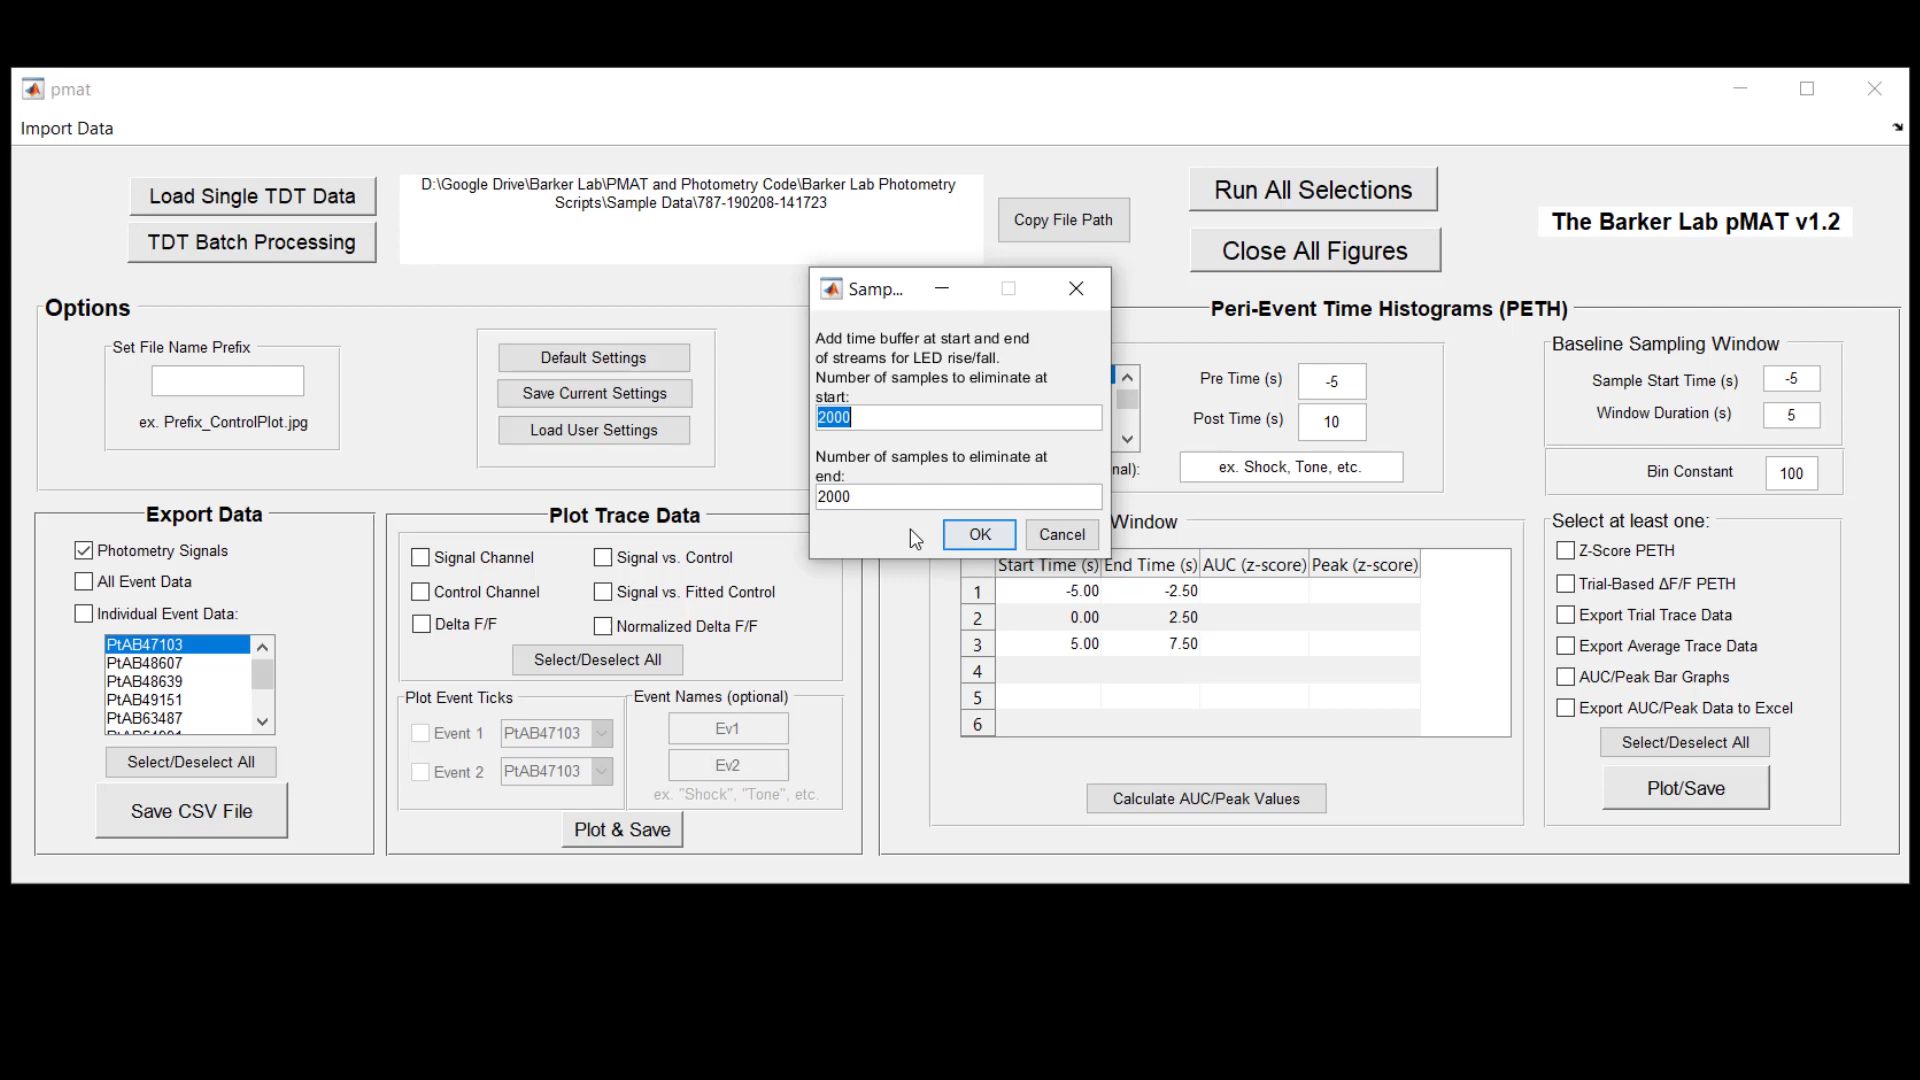 pmat
Import Data
Load Single TDT Data
TDT Batch Processing
D:\Google Drive\Barker Lab\PMAT and Photometry Code\Barker Lab Photometry
Scripts\Sample Data\787-190208-141723
Copy File Path
Run All Selections
Close All Figures
The Barker Lab pMAT v1.2
Options
Set File Name Prefix
ex. Prefix_ControlPlot.jpg
Default Settings
Save Current Settings
Load User Settings
Samp...
Add time buffer at start and end
of streams for LED rise/fall.
Number of samples to eliminate at
start:
2000
Number of samples to eliminate at
end:
2000
OK
Cancel
Peri-Event Time Histograms (PETH)
Pre Time (s)
-5
Post Time (s)
10
nal):
ex. Shock, Tone, etc.
Baseline Sampling Window
Sample Start Time (s)
-5
Window Duration (s)
5
Bin Constant
100
Export Data
Photometry Signals
All Event Data
Individual Event Data:
PtAB47103
PtAB48607
PtAB48639
PtAB49151
PtAB63487
Select/Deselect All
Save CSV File
Plot Trace Data
Signal Channel
Signal vs. Control
Control Channel
Signal vs. Fitted Control
Delta F/F
Normalized Delta F/F
Select/Deselect All
Plot Event Ticks
Event 1
PtAB47103
Event 2
PtAB47103
Event Names (optional)
Ev1
Ev2
ex. "Shock", "Tone", etc.
Plot & Save
Window
Start Time (s) End Time (s) AUC (z-score) Peak (z-score)
1 -5.00 -2.50
2 0.00 2.50
3 5.00 7.50
4
5
6
Calculate AUC/Peak Values
Select at least one:
Z-Score PETH
Trial-Based ΔF/F PETH
Export Trial Trace Data
Export Average Trace Data
AUC/Peak Bar Graphs
Export AUC/Peak Data to Excel
Select/Deselect All
Plot/Save